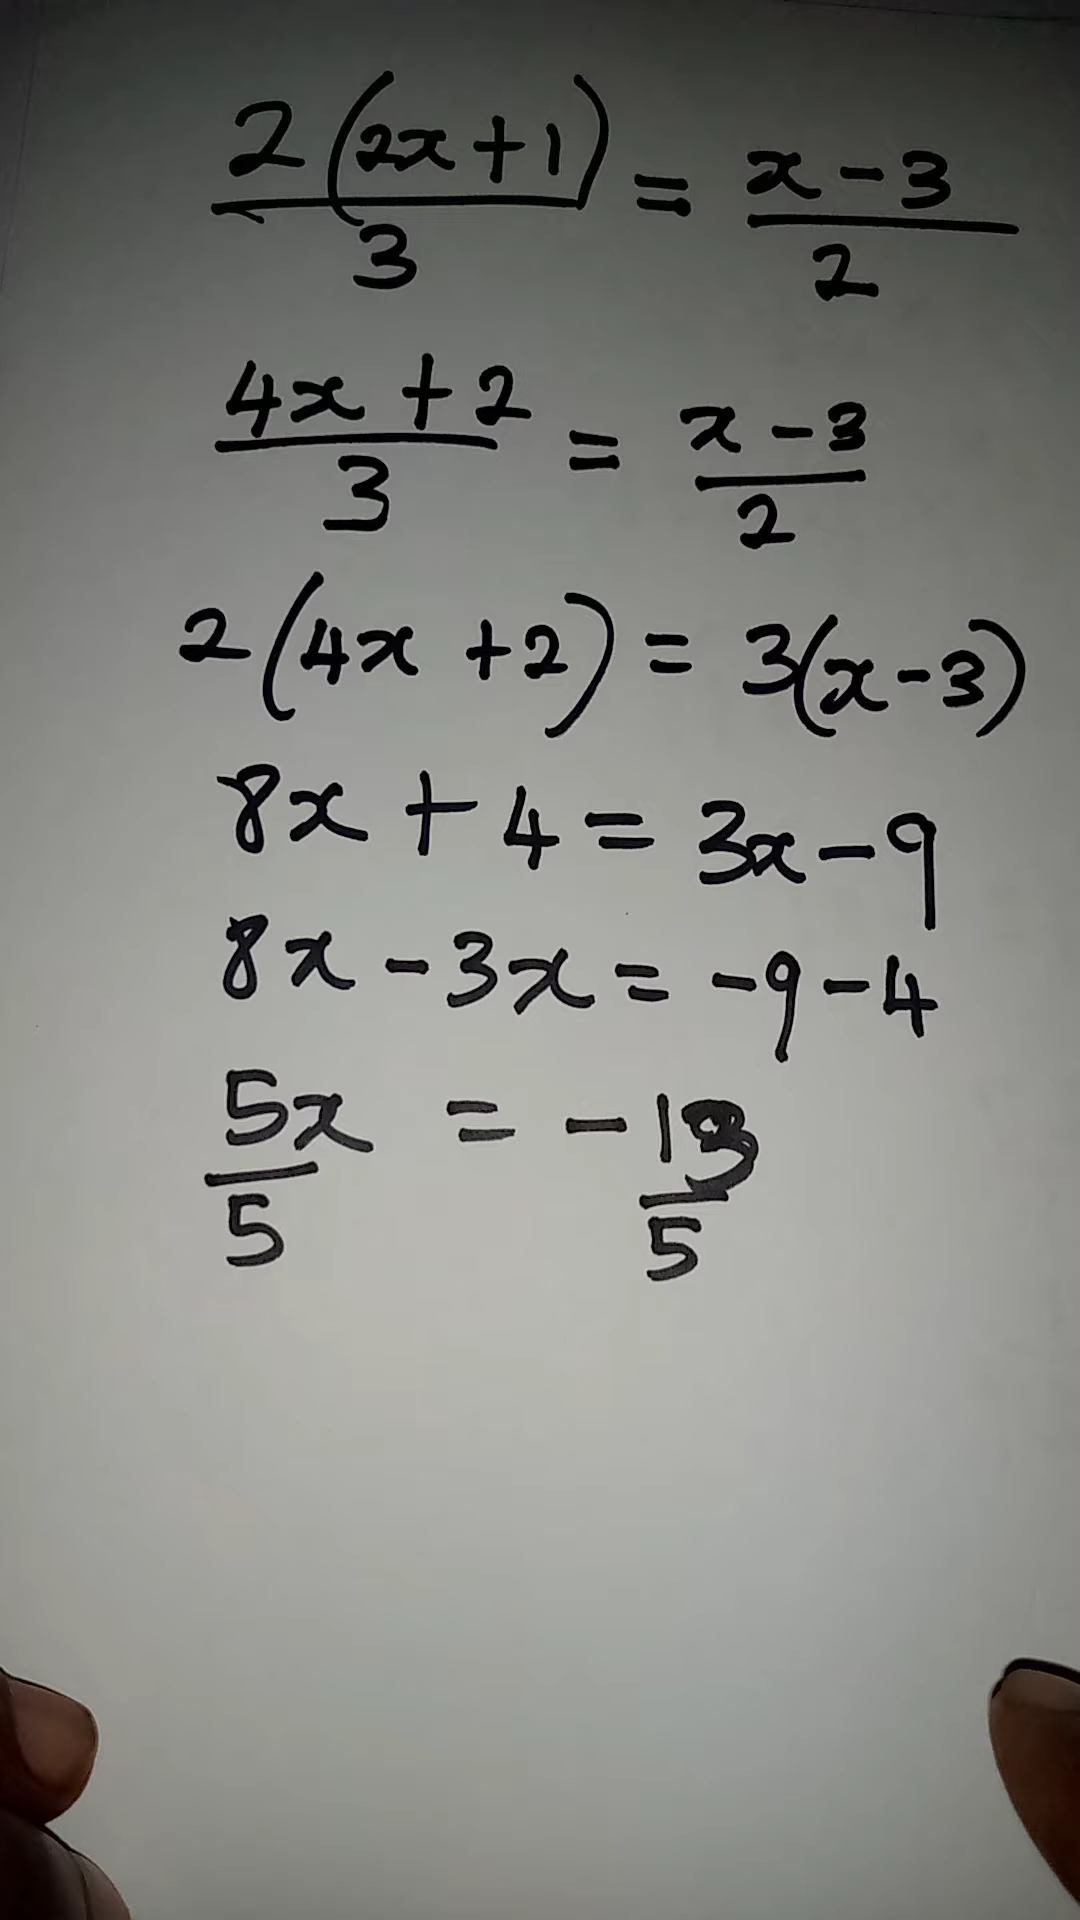 2(2x+1)/3 = x-3/2
4x+2/3 = x-3/2
2(4x+2) = 3(x-3)
8x + 4 = 3x - 9
8x - 3x = -9 - 4
5x/5 = -13/5